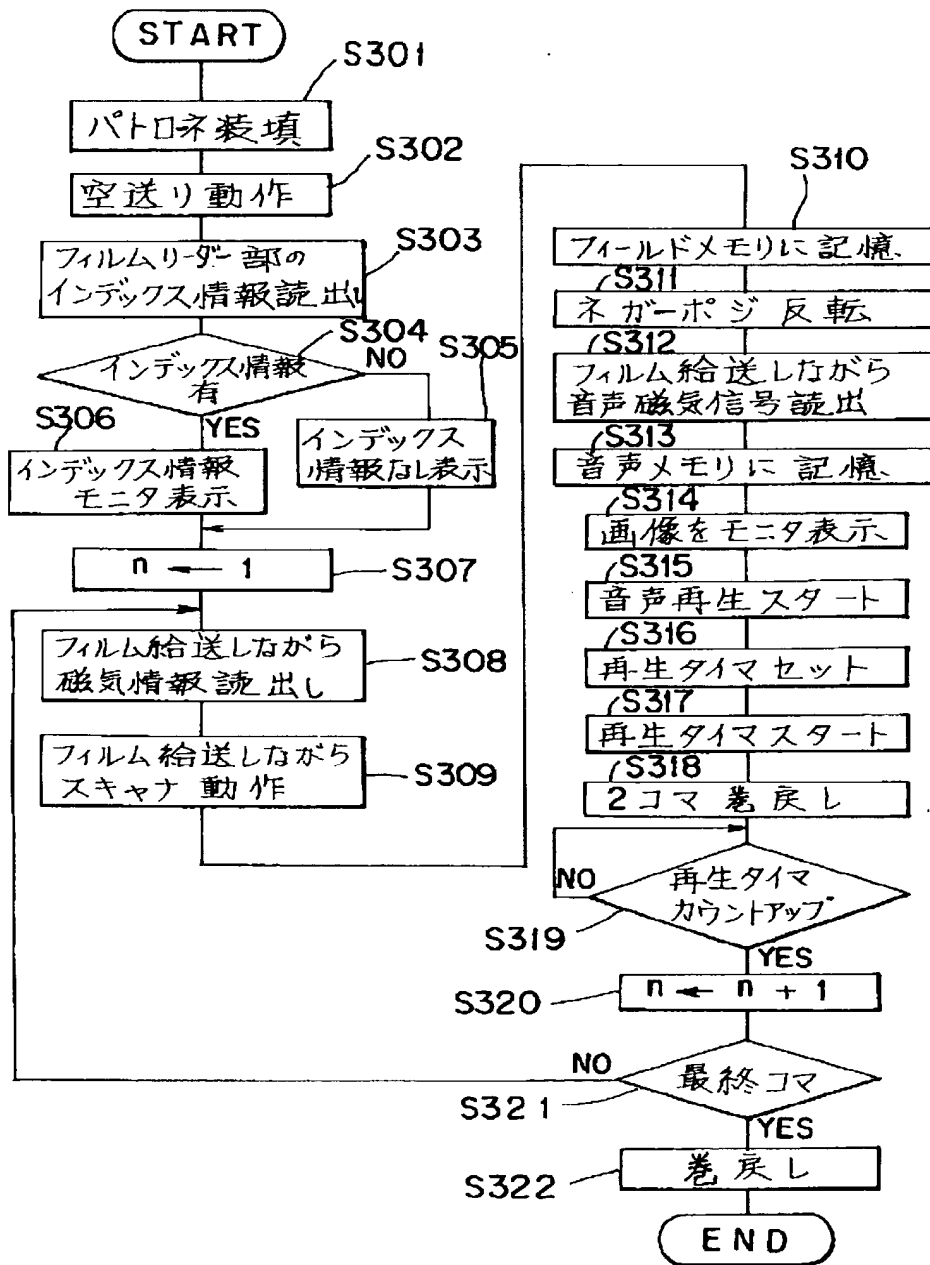 START
S301
パトロネ装填
S302
空送り動作
S303
フィルムリーダー部の
インデックス情報読出し
S304
インデックス情報
有
NO
YES
S305
インデックス
情報なし表示
S306
インデックス情報
モニタ表示
n ← 1
S307
フィルム給送しながら
磁気情報読出し
S308
フィルム給送しながら
スキャナ動作
S309
S310
フィールドメモリに記憶
S311
ネガーポジ反転
S312
フィルム給送しながら
音声磁気信号読出
S313
音声メモリに記憶
S314
画像をモニタ表示
S315
音声再生スタート
S316
再生タイマセット
S317
再生タイマスタート
S318
2コマ巻戻し
NO
再生タイマ
カウントアップ
S319
YES
n ← n + 1
S320
NO
最終コマ
S321
YES
巻戻し
S322
END